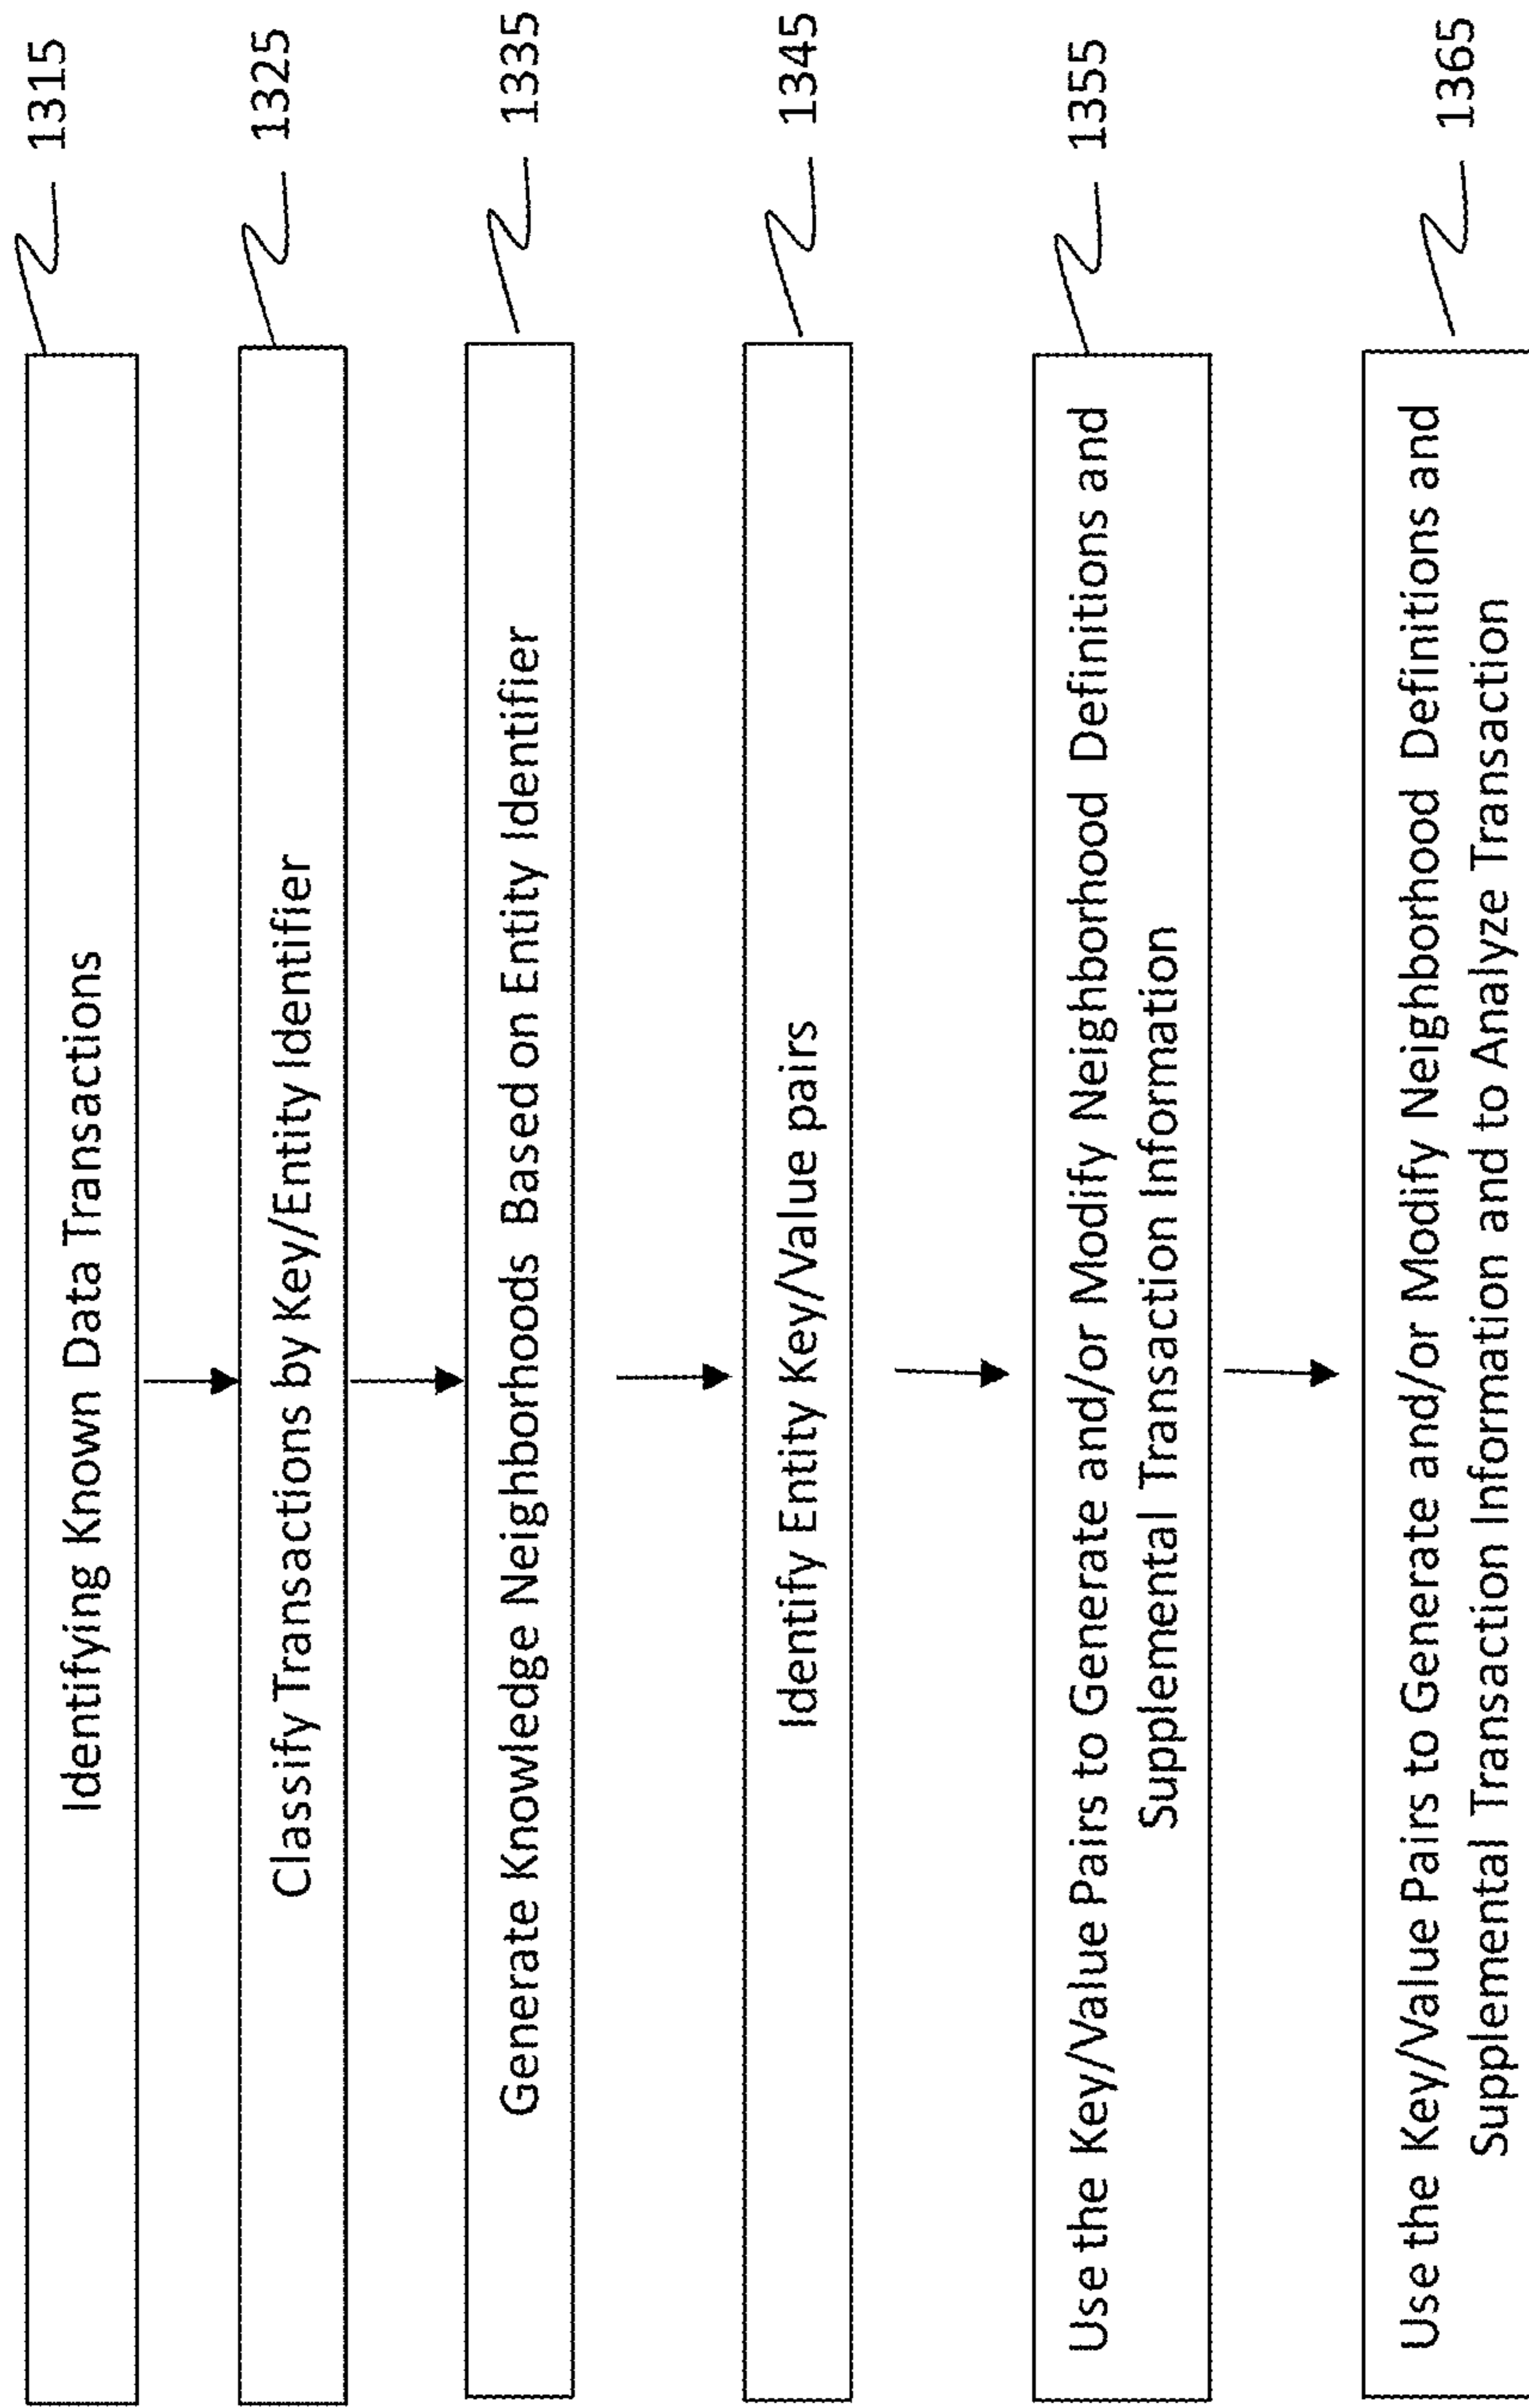 Identifying Known Data Transactions
1315
Classify Transactions by Key/Entity Identifier
1325
Generate Knowledge Neighborhoods Based on Entity Identifier
1335
Identify Entity Key/Value pairs
1345
Use the Key/Value Pairs to Generate and/or Modify Neighborhood Definitions and
Supplemental Transaction Information
1355
Use the Key/Value Pairs to Generate and/or Modify Neighborhood Definitions and
Supplemental Transaction Information and to Analyze Transaction
1365